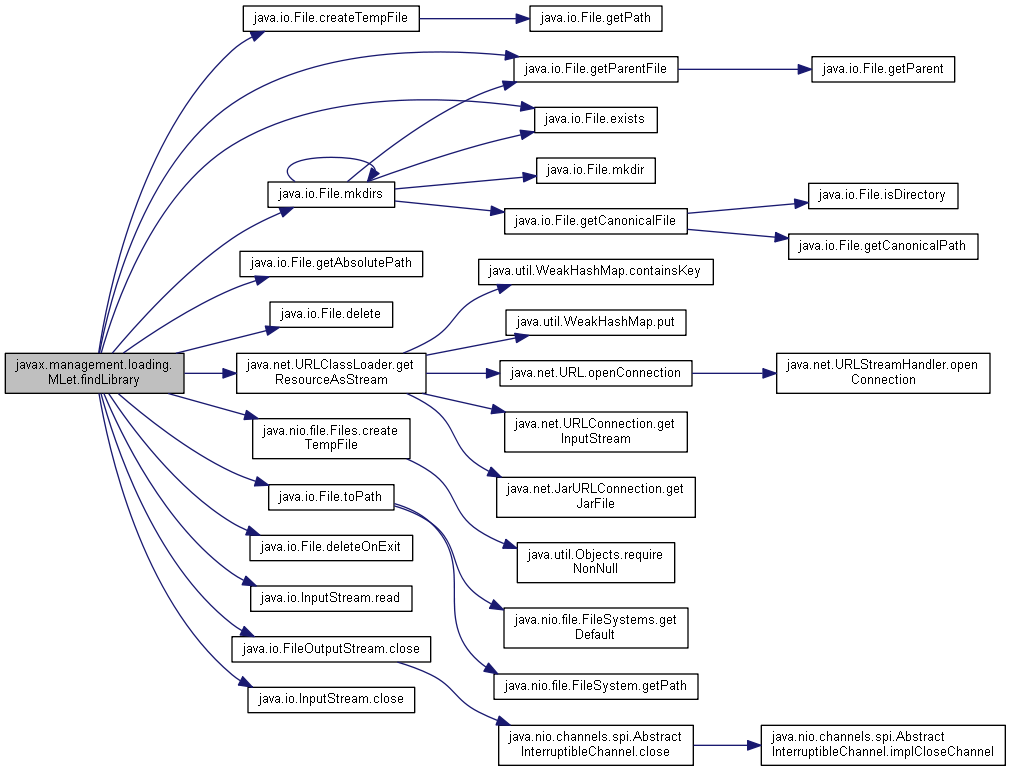 java.io.File.createTempFile
java.io.File.getPath
java.io.File.getParentFile
java.io.File.getParent
java.io.File.exists
java.io.File.mkdir
java.io.File.mkdirs
java.io.File.isDirectory
java.io.File.getCanonicalFile
java.io.File.getCanonicalPath
java.io.File.getAbsolutePath
java.util.WeakHashMap.containsKey
java.io.File.delete
java.util.WeakHashMap.put
javax.management.loading.
MLet.findLibrary
java.net.URLClassLoader.get
ResourceAsStream
java.net.URL.openConnection
java.net.URLStreamHandler.open
Connection
java.net.URLConnection.get
InputStream
java.nio.file.Files.create
TempFile
java.net.JarURLConnection.get
JarFile
java.io.File.toPath
java.io.File.deleteOnExit
java.util.Objects.require
NonNull
java.io.InputStream.read
java.nio.file.FileSystems.get
Default
java.io.FileOutputStream.close
java.nio.file.FileSystem.getPath
java.io.InputStream.close
java.nio.channels.spi.Abstract
InterruptibleChannel.close
java.nio.channels.spi.Abstract
InterruptibleChannel.implCloseChannel